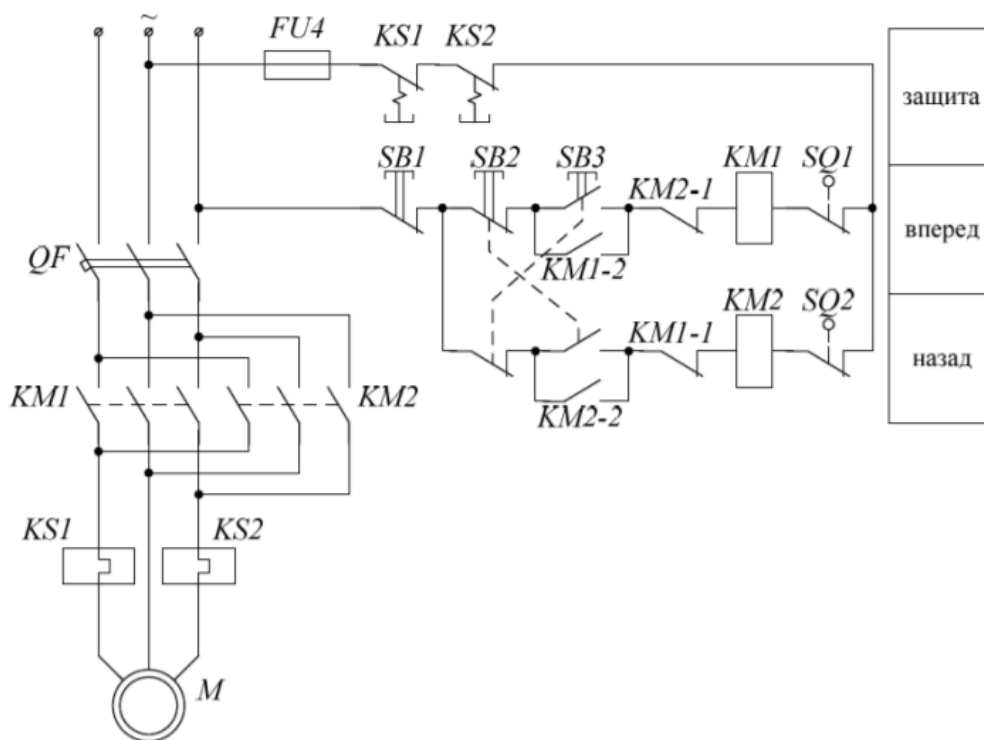 ~
FU4
KS1
KS2
защита
SB1
SB2
SB3
KM2-1
KM1
SQ1
вперед
KM1-2
QF
KM2
SQ2
KM1-1
назад
KM1
KM2
KM2-2
KS1
KS2
M